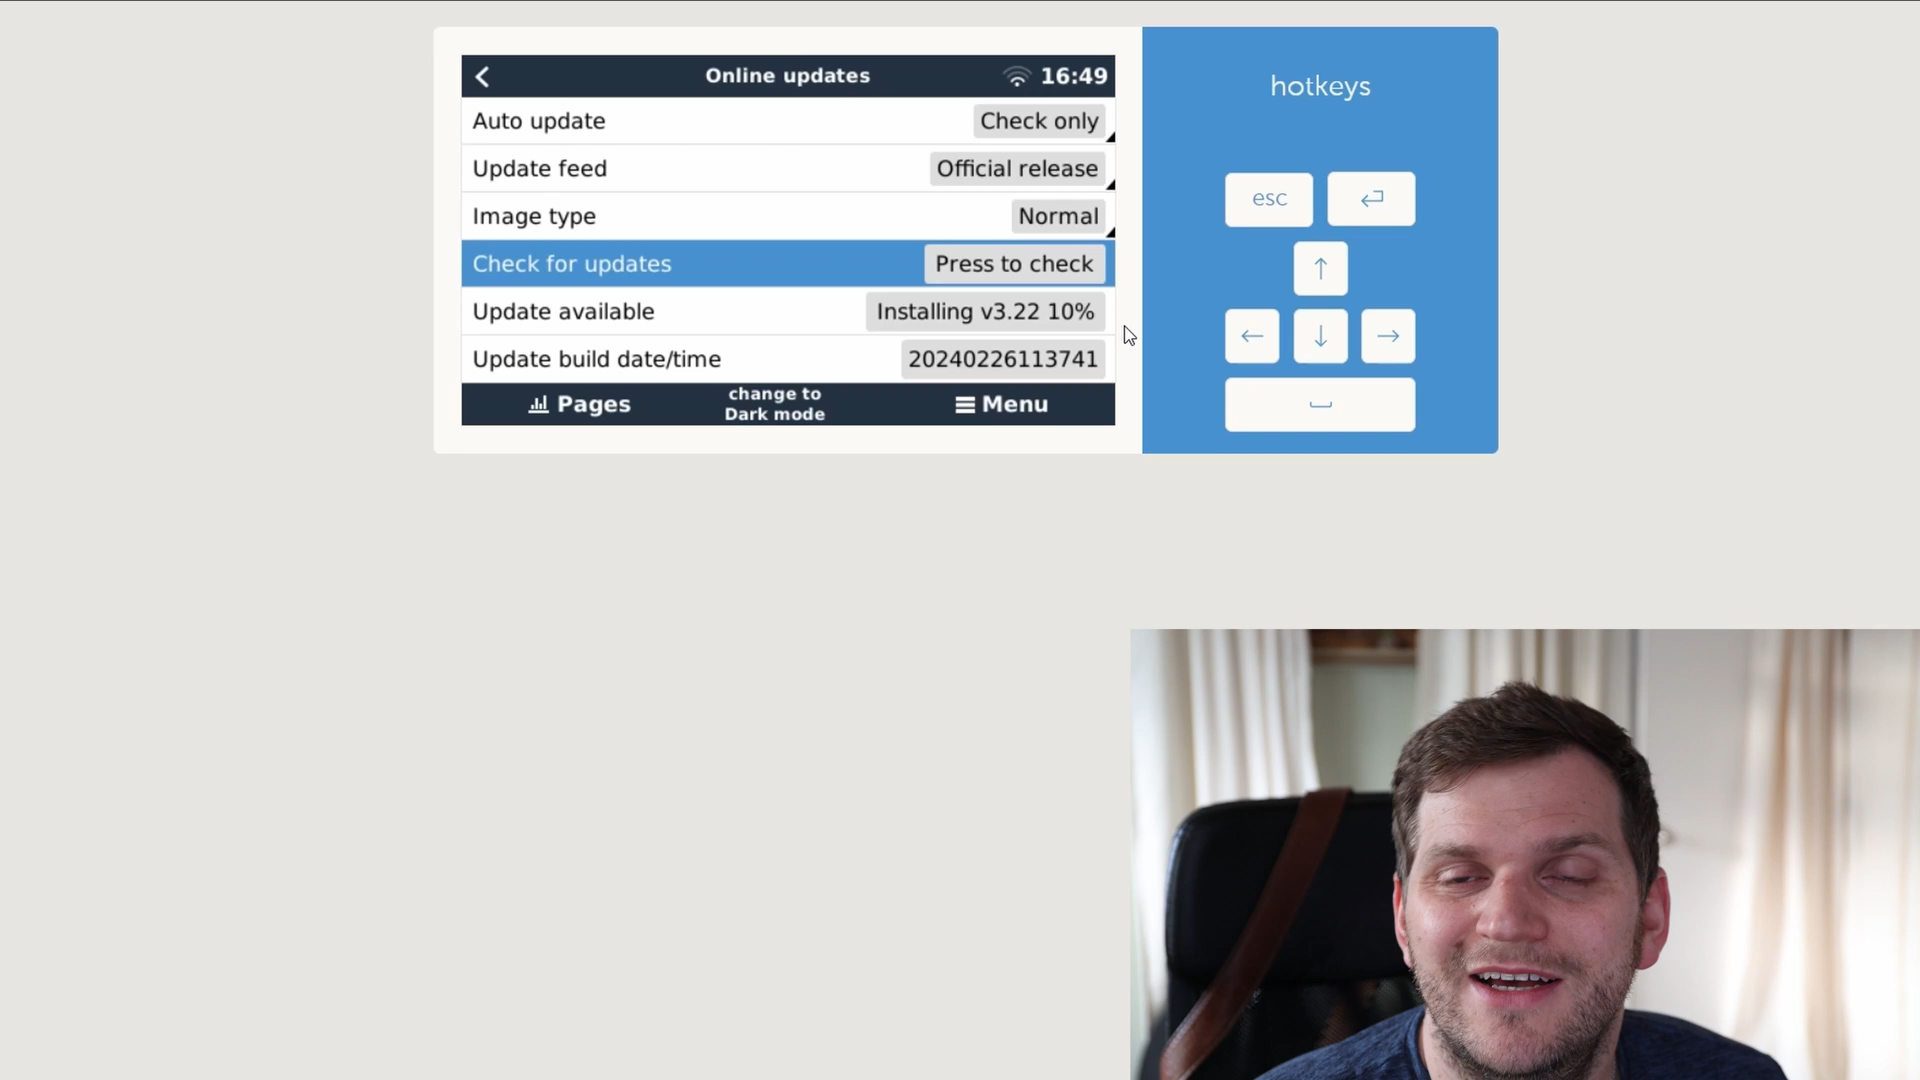 Online updates 16:49
Auto update Check only
Update feed Official release
Image type Normal
Check for updates Press to check
Update available Installing v3.22 10%
Update build date/time 20240226113741
Pages change to Dark mode Menu
hotkeys
esc